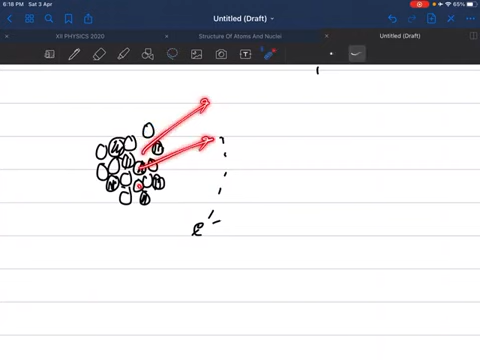 6:18 PM Sat 3 Apr
65%
Untitled (Draft)
XII PHYSICS 2020
Structure Of Atoms And Nuclei
Untitled (Draft)
e